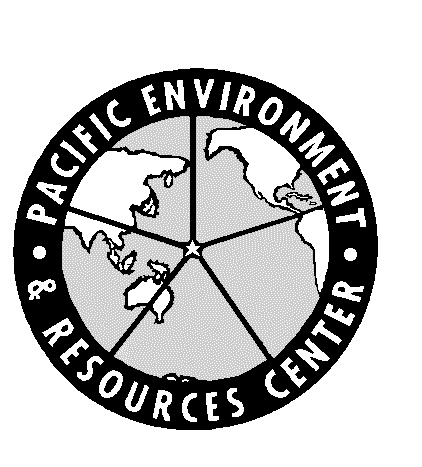 PACIFIC ENVIRONMENT
& RESOURCES CENTER